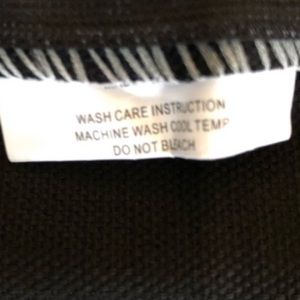 WASH CARE INSTRUCTION
MACHINE WASH COOL TEMP
DO NOT BLEACH